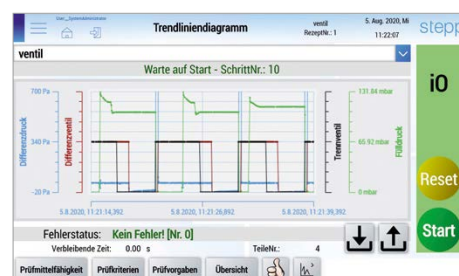 User: _Systemadministrator
Trendliniendiagramm
ventil
RezeptNr.: 1
5. Aug. 2020, Mi
11:22:07
stepp
ventil
Warte auf Start - SchrittNr.: 10
i0
700 Pa
340 Pa
-20 Pa
Differenzdruck
Differenzventil
Trennventil
131.84 mbar
65.92 mbar
0 mbar
Fülldruck
5.8.2020, 11:21:14,392
5.8.2020, 11:21:26,892
5.8.2020, 11:21:39,392
Reset
Start
Fehlerstatus: Kein Fehler! [Nr. 0]
Verbleibende Zeit: 0.00 s
TeileNr.: 4
Prüfmittelfähigkeit
Prüfkriterien
Prüfvorgaben
Übersicht